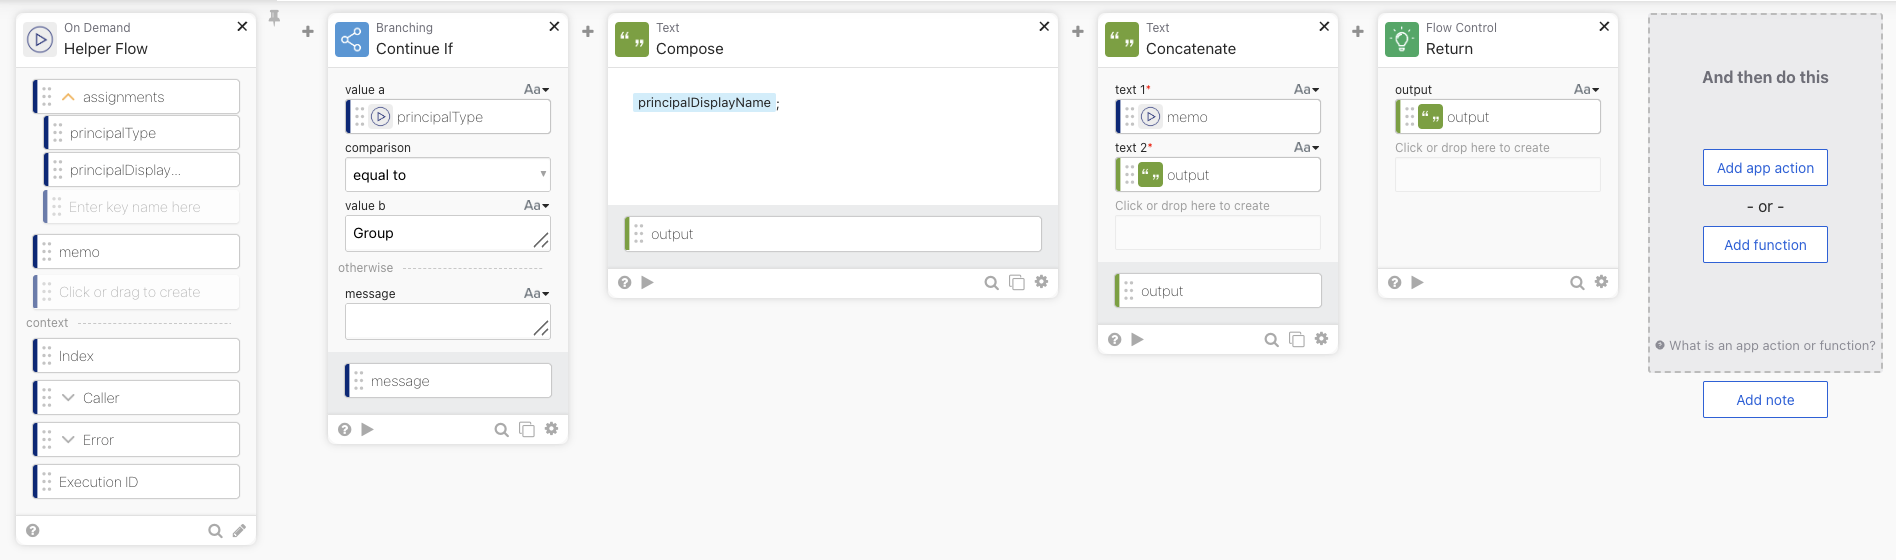 On Demand
Helper Flow
assignments
principalType
principalDisplay...
Enter key name here
memo
Click or drag to create
context
Index
Caller
Error
Execution ID
Branching
Continue If
value a
Aa
principalType
comparison
equal to
value b
Aa
Group
otherwise
message
Aa
message
Text
Compose
principalDisplayName ;
output
Text
Concatenate
text 1*
Aa
memo
text 2*
Aa
output
Click or drop here to create
output
Flow Control
Return
output
Aa
output
Click or drop here to create
And then do this
Add app action
- or -
Add function
What is an app action or function?
Add note